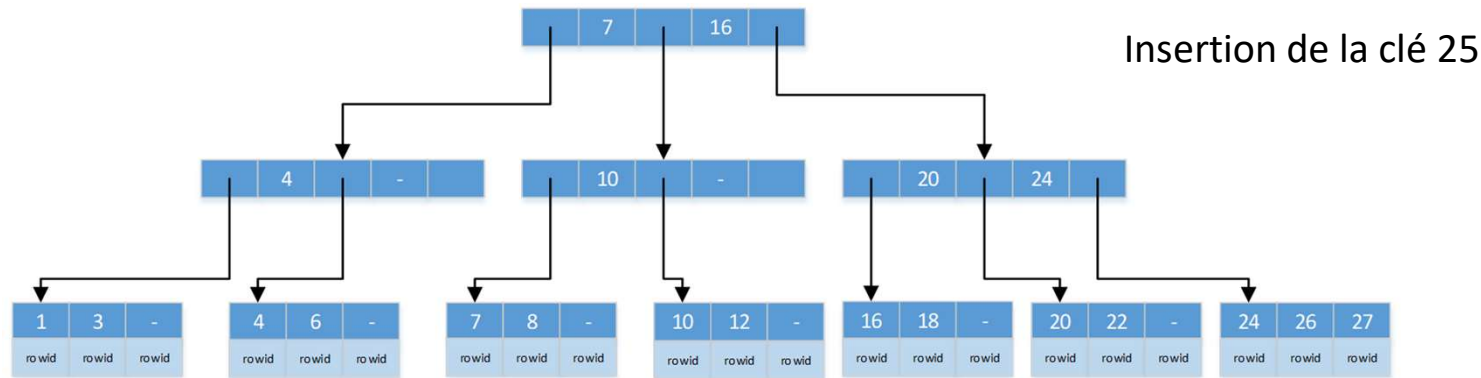 7 16
Insertion de la clé 25
4 -
10 -
20 24
1 3 -
rowid rowid rowid
4 6 -
rowid rowid rowid
7 8 -
rowid rowid rowid
10 12 -
rowid rowid rowid
16 18 -
rowid rowid rowid
20 22 -
rowid rowid rowid
24 26 27
rowid rowid rowid